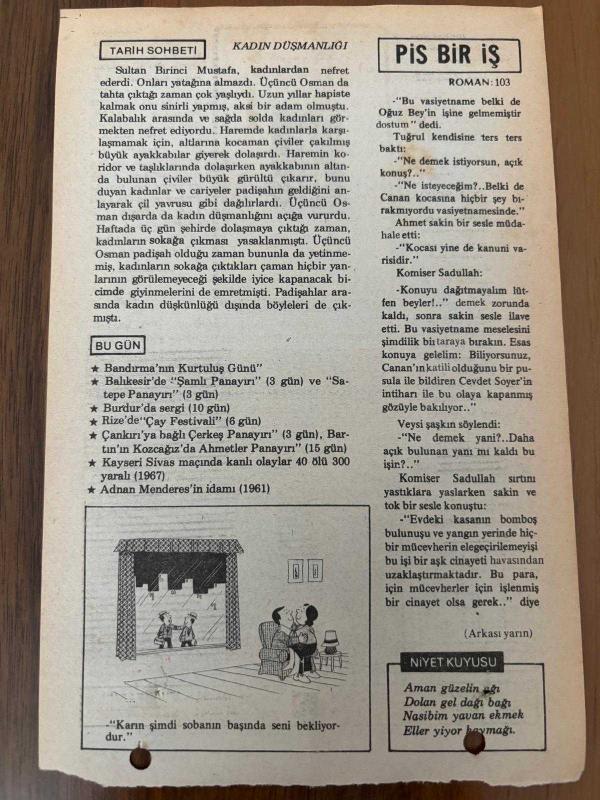 TARİH SOHBETİ
KADIN DÜŞMANLIĞI
Sultan Birinci Mustafa, kadınlardan nefret
ederdi. Onları yatağına almazdı. Üçüncü Osman da
tahta çıktığı zaman çok yaşlıydı. Uzun yıllar hapiste
kalmak onu sinirli yapmış, aksi bir adam olmuştu.
Kalabalık arasında ve sağda solda kadınları gör-
mekten nefret ediyordu. Haremde kadınlarla karşı-
laşmamak için, altlarına kocaman çiviler çakılmış
büyük ayakkabılar giyerek dolaşırdı. Haremin ko-
ridor ve taşlıklarında dolaşırken ayakkabının altın-
da bulunan çiviler büyük gürültü çıkarır, bunu
duyan kadınlar ve cariyeler padişahın geldiğini an-
layarak çil yavrusu gibi dağılırlardı. Üçüncü Os-
man dışarda da kadın düşmanlığını açığa vururdu.
Haftada üç gün şehirde dolaşmaya çıktığı zaman,
kadınların sokağa çıkması yasaklanmıştı. Üçüncü
Osman padişah olduğu zaman bununla da yetinme-
miş, kadınların sokağa çıktıkları çaman hiçbir yan-
larının görülemeyeceği şekilde iyice kapanacak bi-
cimde giyinmelerini de emretmişti. Padişahlar ara-
sında kadın düşkünlüğü dışında böyleleri de çık-
mıştı.
BU GÜN
★ Bandırma'nın Kurtuluş Günü"
★ Balıkesir'de "Şamlı Panayırı" (3 gün) ve "Sa-
tepe Panayırı" (3 gün)
★ Burdur'da sergi (10 gün)
★ Rize'de "Çay Festivali" (6 gün)
★ Çankırı'ya bağlı Çerkeş Panayırı" (3 gün), Bar-
tın'ın Kozcağız'da Ahmetler Panayırı" (15 gün)
★ Kayseri Sivas maçında kanlı olaylar 40 ölü 300
yaralı (1967)
★ Adnan Menderes'in idamı (1961)
-"Karın şimdi sobanın başında seni bekliyor-
dur."
PİS BİR İŞ
ROMAN: 103
-"Bu vasiyetname belki de
Oğuz Bey'in işine gelmemiştir
dostum" dedi.
Tuğrul kendisine ters ters
baktı:
-"Ne demek istiyorsun, açık
konuş?.."
-"Ne isteyeceğim?..Belki de
Canan kocasına hiçbir şey bı-
rakmıyordu vasiyetnamesinde."
Ahmet sakin bir sesle müda-
hale etti:
-"Kocası yine de kanuni va-
risidir."
Komiser Sadullah:
-Konuyu dağıtmayalım lüt-
fen beyler!.." demek zorunda
kaldı, sonra sakin sesle ilave
etti. Bu vasiyetname meselesini
şimdilik bir taraya bırakın. Esas
konuya gelelim: Biliyorsunuz,
Canan'ın katili olduğunu bir pu-
sula ile bildiren Cevdet Soyer'in
intiharı ile bu olaya kapanmış
gözüyle bakılıyor.."
Veysi şaşkın söylendi:
-"Ne demek yani?..Daha
açık bulunan yanı mı kaldı bu
işin?.."
Komiser Sadullah sırtını
yastıklara yaslarken sakin ve
tok bir sesle konuştu:
-"Evdeki kasanın bomboş
bulunuşu ve yangın yerinde hiç-
bir mücevherin elegeçirilemeyişi
bu işi bir aşk cinayeti havasından
uzaklaştırmaktadır. Bu para,
için mücevherler için işlenmiş
bir cinayet olsa gerek.." diye
(Arkası yarın)
NİYET KUYUSU
Aman güzelin ağı
Dolan gel dağı bağı
Nasibim yavan ekmek
Eller yiyor kaymağı.